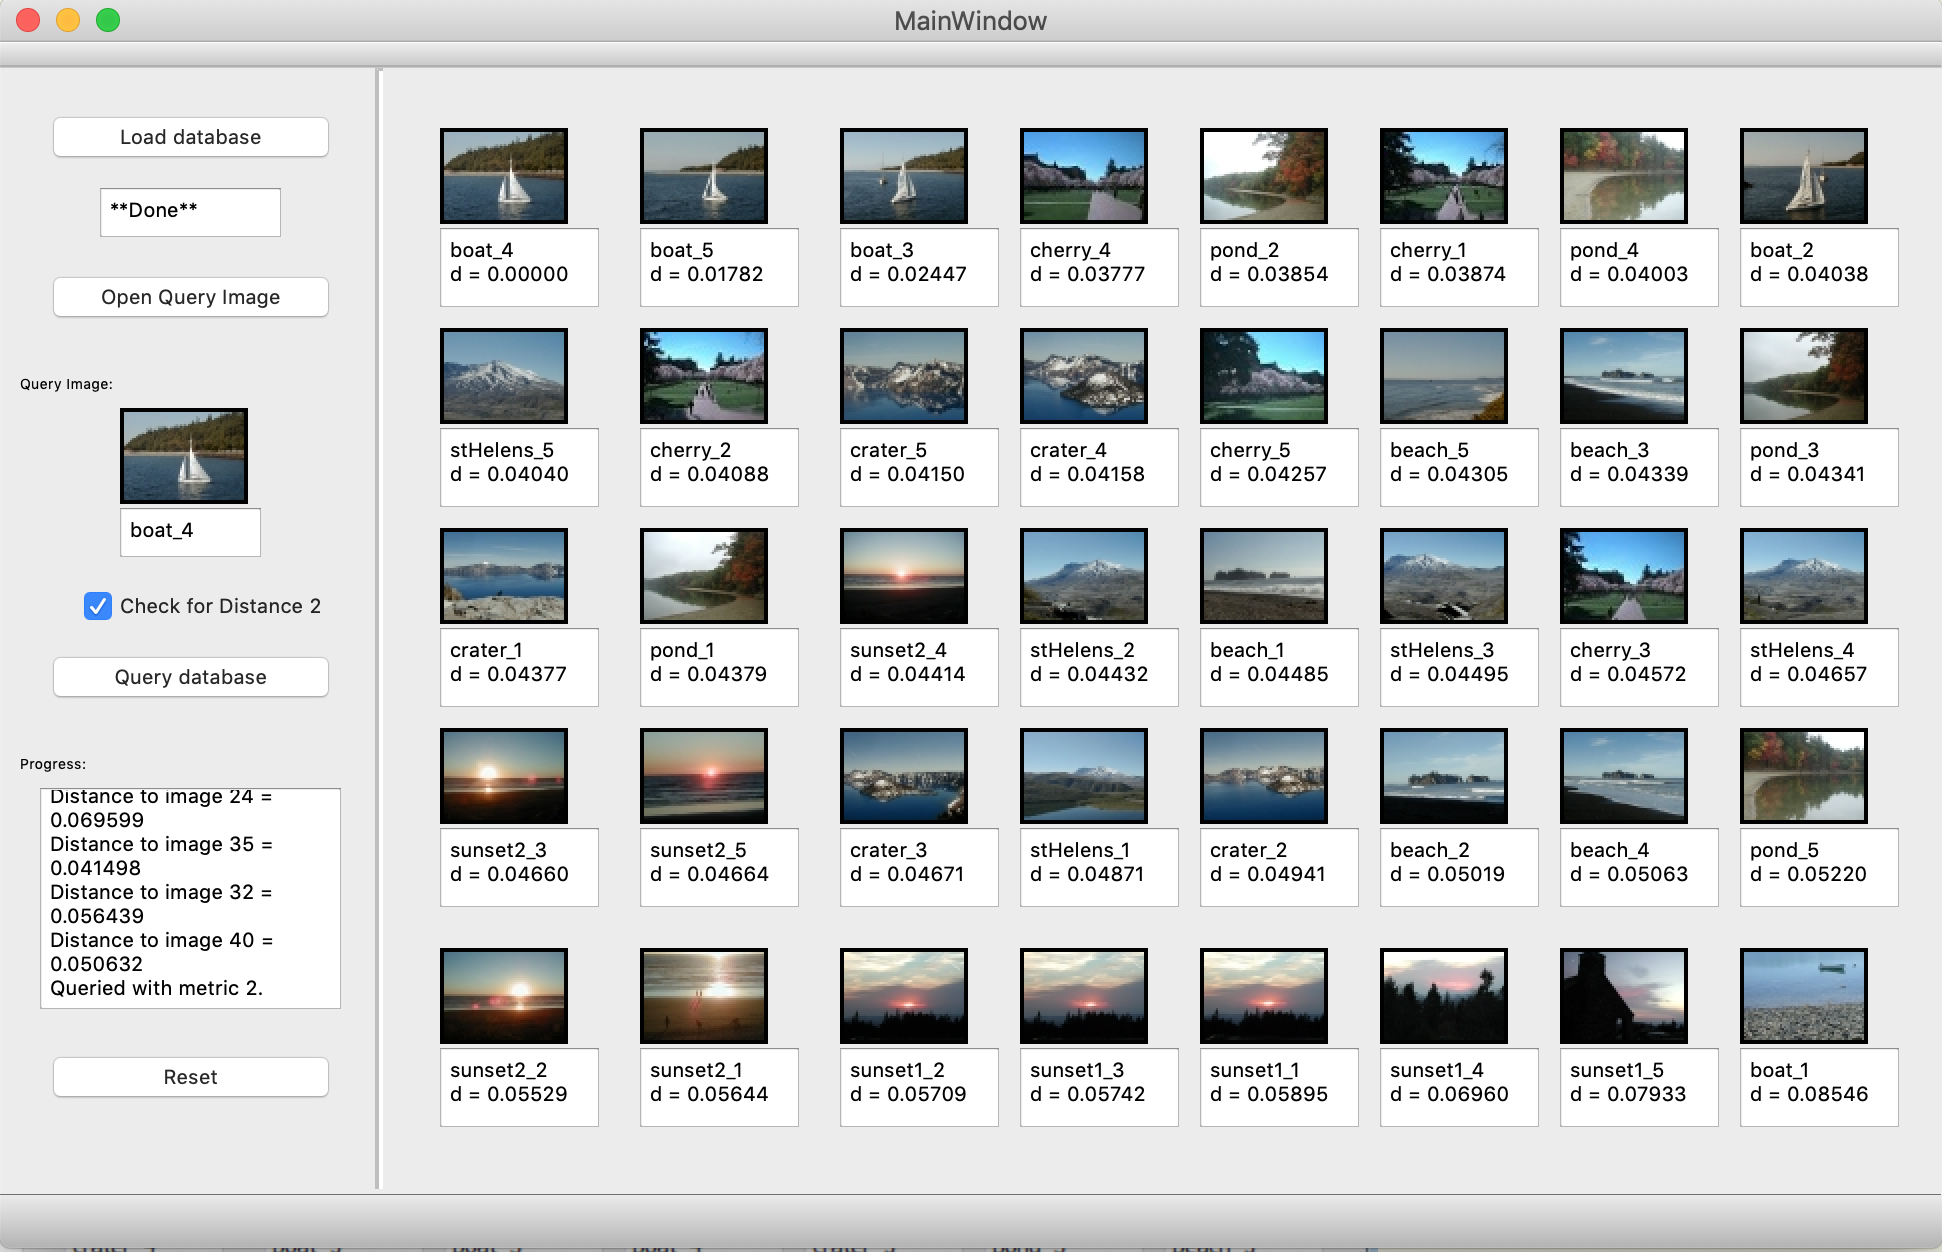 MainWindow
Load database
**Done**
Open Query Image
Query Image:
boat_4
Check for Distance 2
Query database
Progress:
Distance to image 24 =
0.069599
Distance to image 35 =
0.041498
Distance to image 32 =
0.056439
Distance to image 40 =
0.050632
Queried with metric 2.
Reset
boat_4
d = 0.00000
boat_5
d = 0.01782
boat_3
d = 0.02447
cherry_4
d = 0.03777
pond_2
d = 0.03854
cherry_1
d = 0.03874
pond_4
d = 0.04003
boat_2
d = 0.04038
stHelens_5
d = 0.04040
cherry_2
d = 0.04088
crater_5
d = 0.04150
crater_4
d = 0.04158
cherry_5
d = 0.04257
beach_5
d = 0.04305
beach_3
d = 0.04339
pond_3
d = 0.04341
crater_1
d = 0.04377
pond_1
d = 0.04379
sunset2_4
d = 0.04414
stHelens_2
d = 0.04432
beach_1
d = 0.04485
stHelens_3
d = 0.04495
cherry_3
d = 0.04572
stHelens_4
d = 0.04657
sunset2_3
d = 0.04660
sunset2_5
d = 0.04664
crater_3
d = 0.04671
stHelens_1
d = 0.04871
crater_2
d = 0.04941
beach_2
d = 0.05019
beach_4
d = 0.05063
pond_5
d = 0.05220
sunset2_2
d = 0.05529
sunset2_1
d = 0.05644
sunset1_2
d = 0.05709
sunset1_3
d = 0.05742
sunset1_1
d = 0.05895
sunset1_4
d = 0.06960
sunset1_5
d = 0.07933
boat_1
d = 0.08546